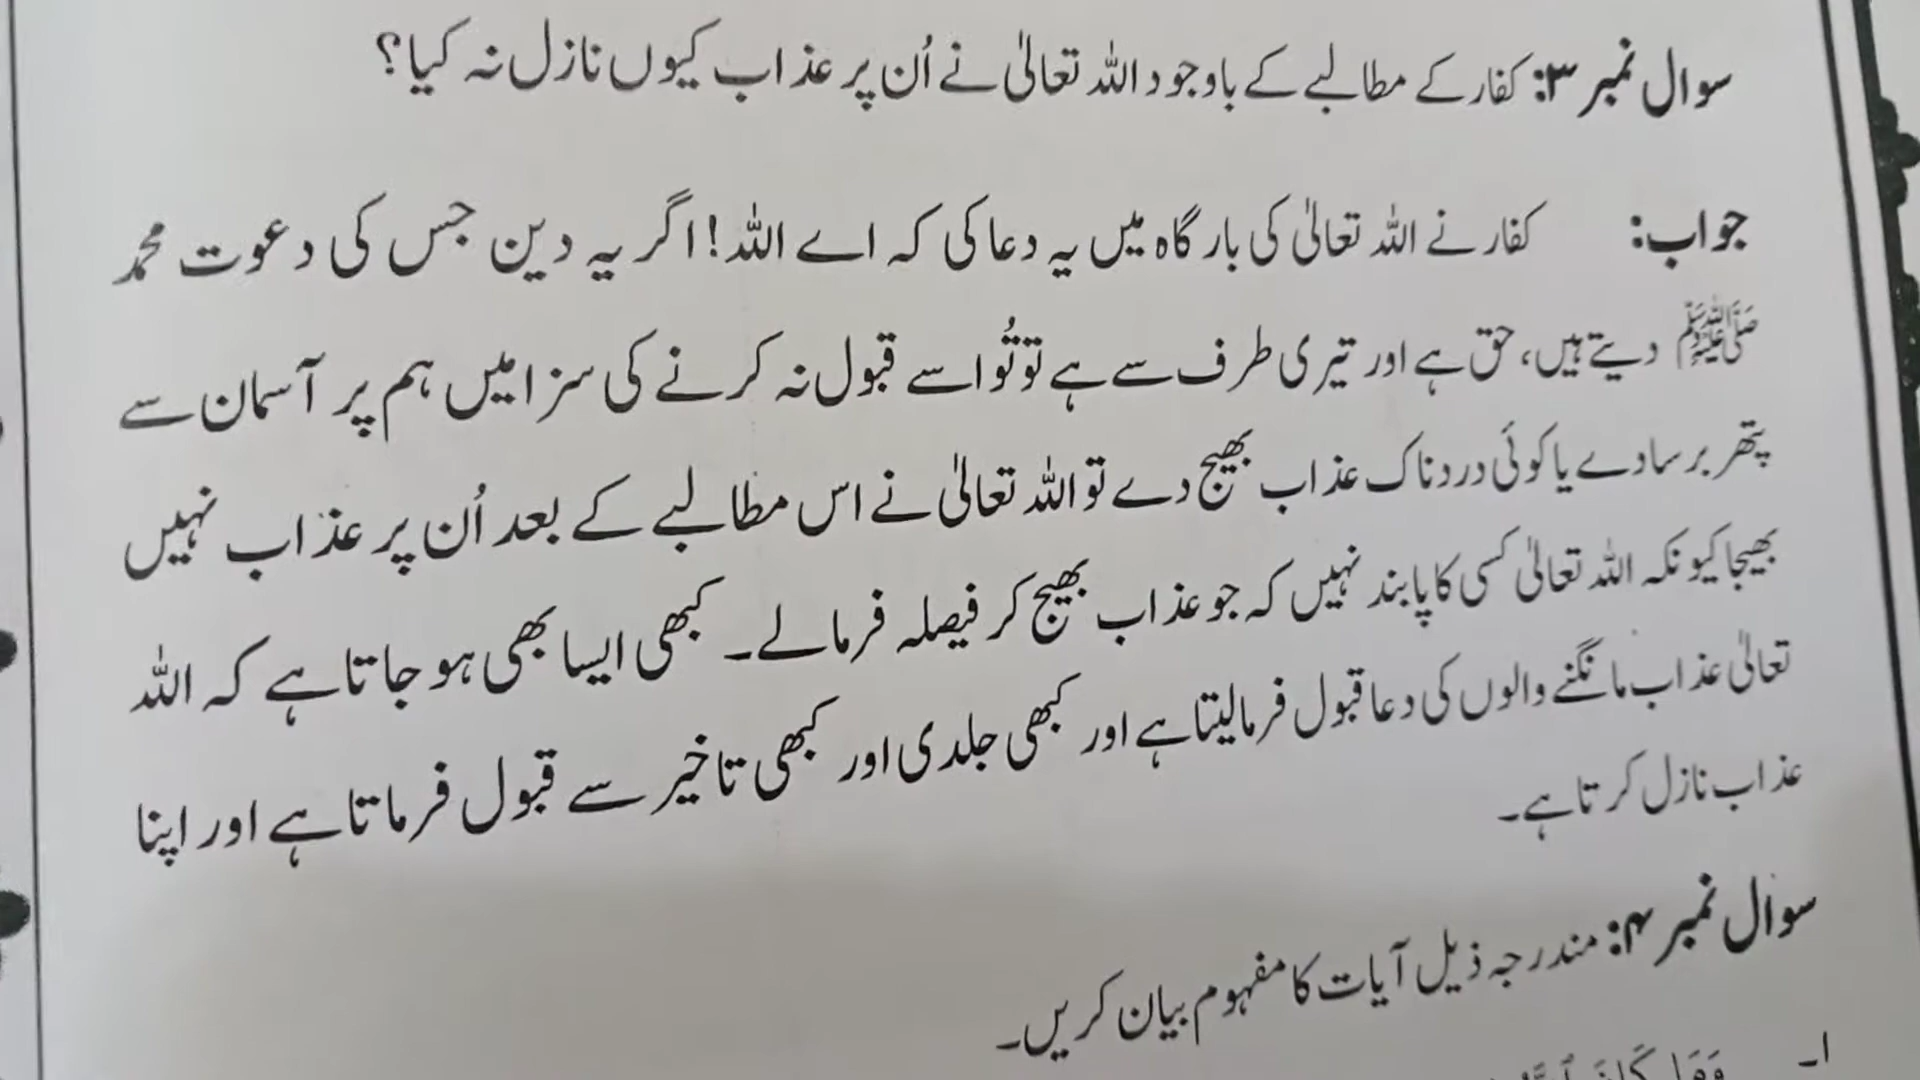 سوال نمبر ۳: کفار کے مطالبے کے باوجود اللہ تعالیٰ نے اُن پر عذاب کیوں نازل نہ کیا؟
جواب: کفار نے اللہ تعالیٰ کی بارگاہ میں یہ دعا کی کہ اے اللہ! اگر یہ دین جس کی دعوت محمد
ﷺ دیتے ہیں، حق ہے اور تیری طرف سے ہے تو تُو اسے قبول نہ کرنے کی سزا میں ہم پر آسمان سے
پتھر برسا دے یا کوئی دردناک عذاب بھیج دے تو اللہ تعالیٰ نے اس مطالبے کے بعد اُن پر عذاب نہیں
بھیجا کیونکہ اللہ تعالیٰ کسی کا پابند نہیں کہ جو عذاب بھیج کر فیصلہ فرمالے۔ کبھی ایسا بھی ہو جاتا ہے کہ اللہ
تعالیٰ عذاب مانگنے والوں کی دعا قبول فرمالیتا ہے اور کبھی جلدی اور کبھی تاخیر سے قبول فرماتا ہے اور اپنا
عذاب نازل کرتا ہے۔
سوال نمبر ۴: مندرجہ ذیل آیات کا مفہوم بیان کریں۔
۱۔